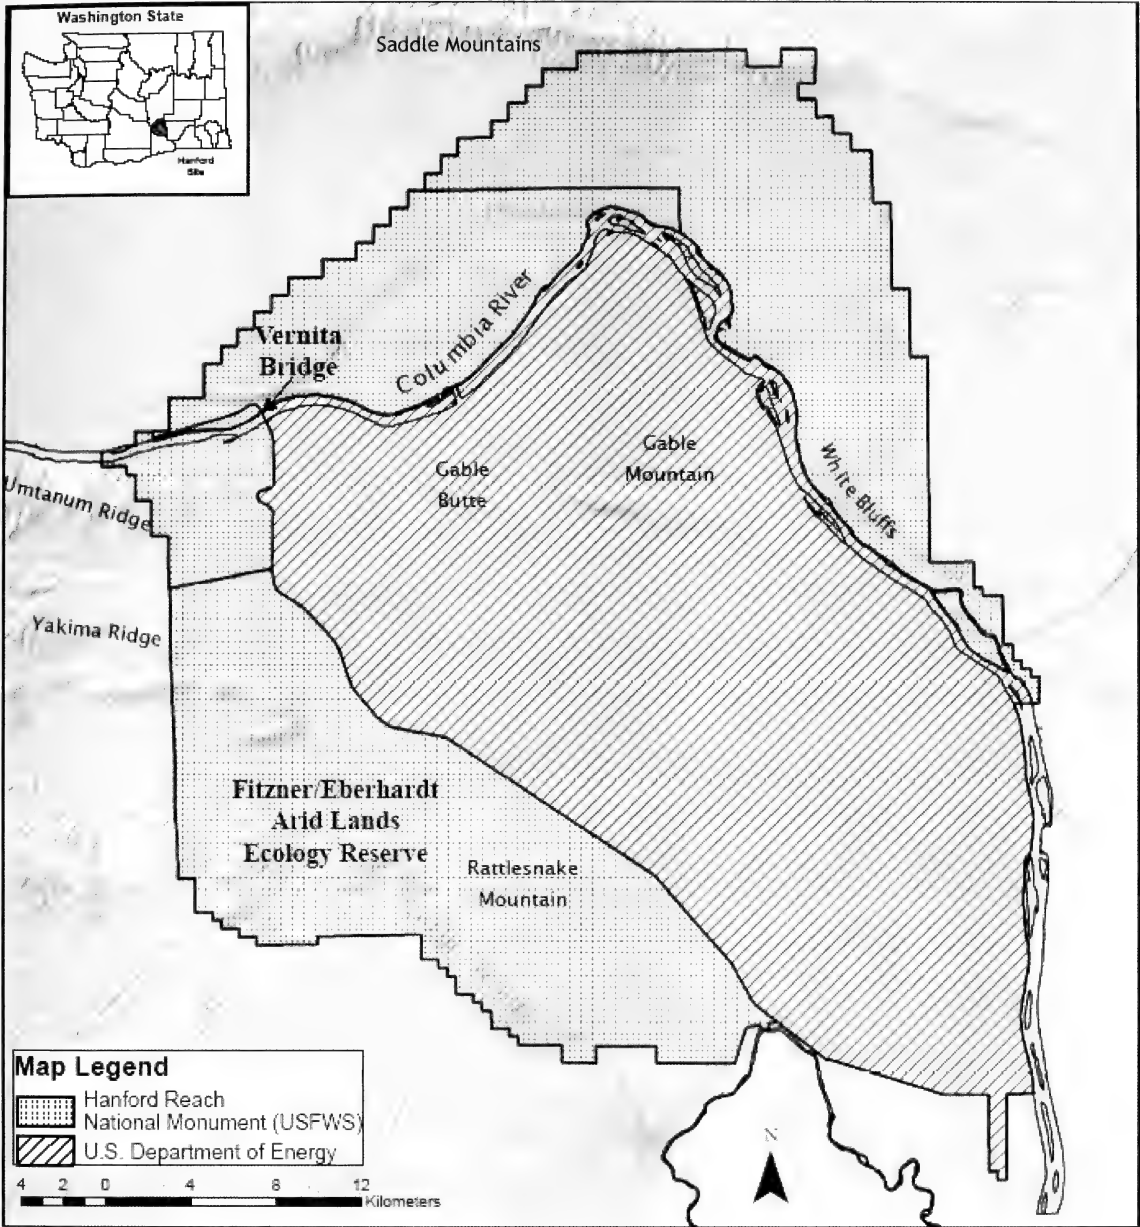 Washington State
Hanford
Site
Saddle Mountains
Vernita
Bridge
Columbia River
Gable
Mountain
Gable
Butte
White Bluffs
Umtanum Ridge
Yakima Ridge
Fitzner/Eberhardt
Arid Lands
Ecology Reserve
Rattlesnake
Mountain
Map Legend
Hanford Reach
National Monument (USFWS)
U.S. Department of Energy
N
4 2 0 4 8 12
Kilometers